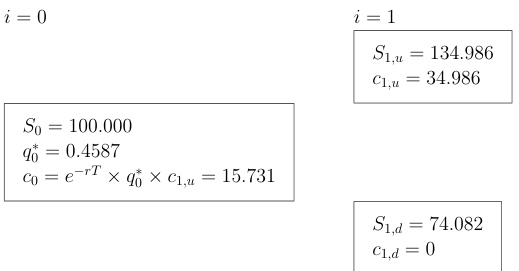 i = 0
i = 1
S_{1,u} = 134.986
c_{1,u} = 34.986
S_0 = 100.000
q_0^* = 0.4587
c_0 = e^{-rT} × q_0^* × c_{1,u} = 15.731
S_{1,d} = 74.082
c_{1,d} = 0